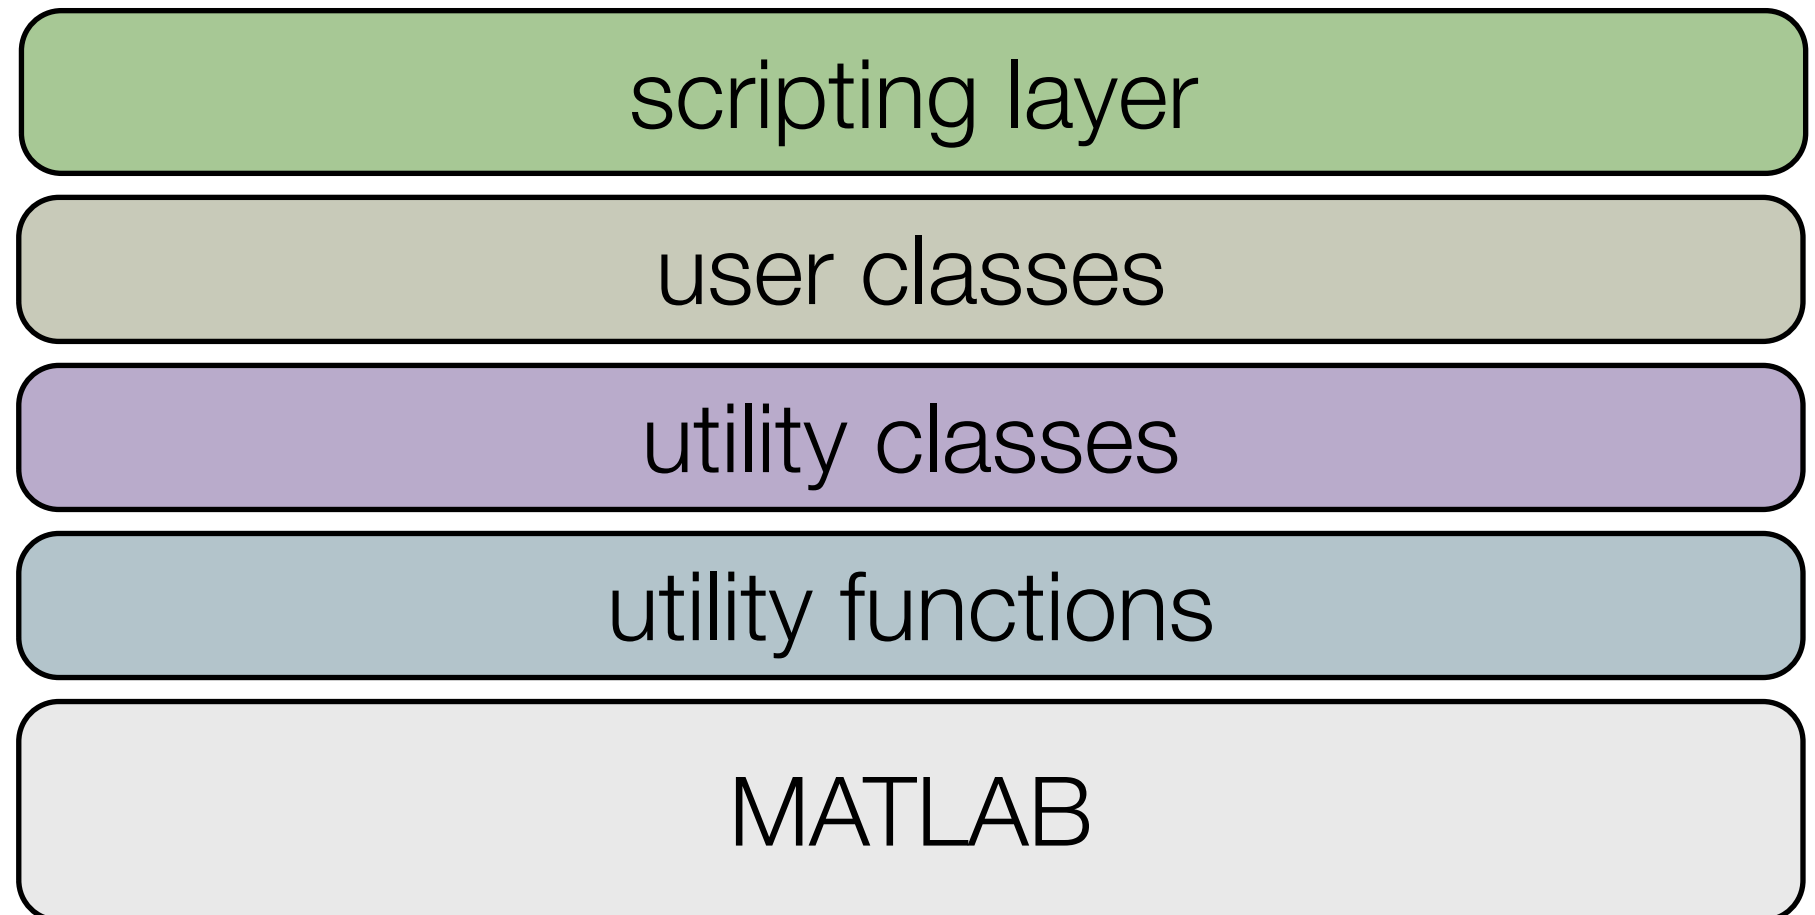 scripting layer
user classes
utility classes
utility functions
MATLAB